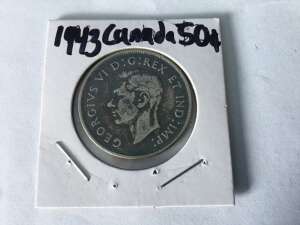 1943 Canada 50¢
GEORGIVS VI D:G:REX ET IND:IMP: